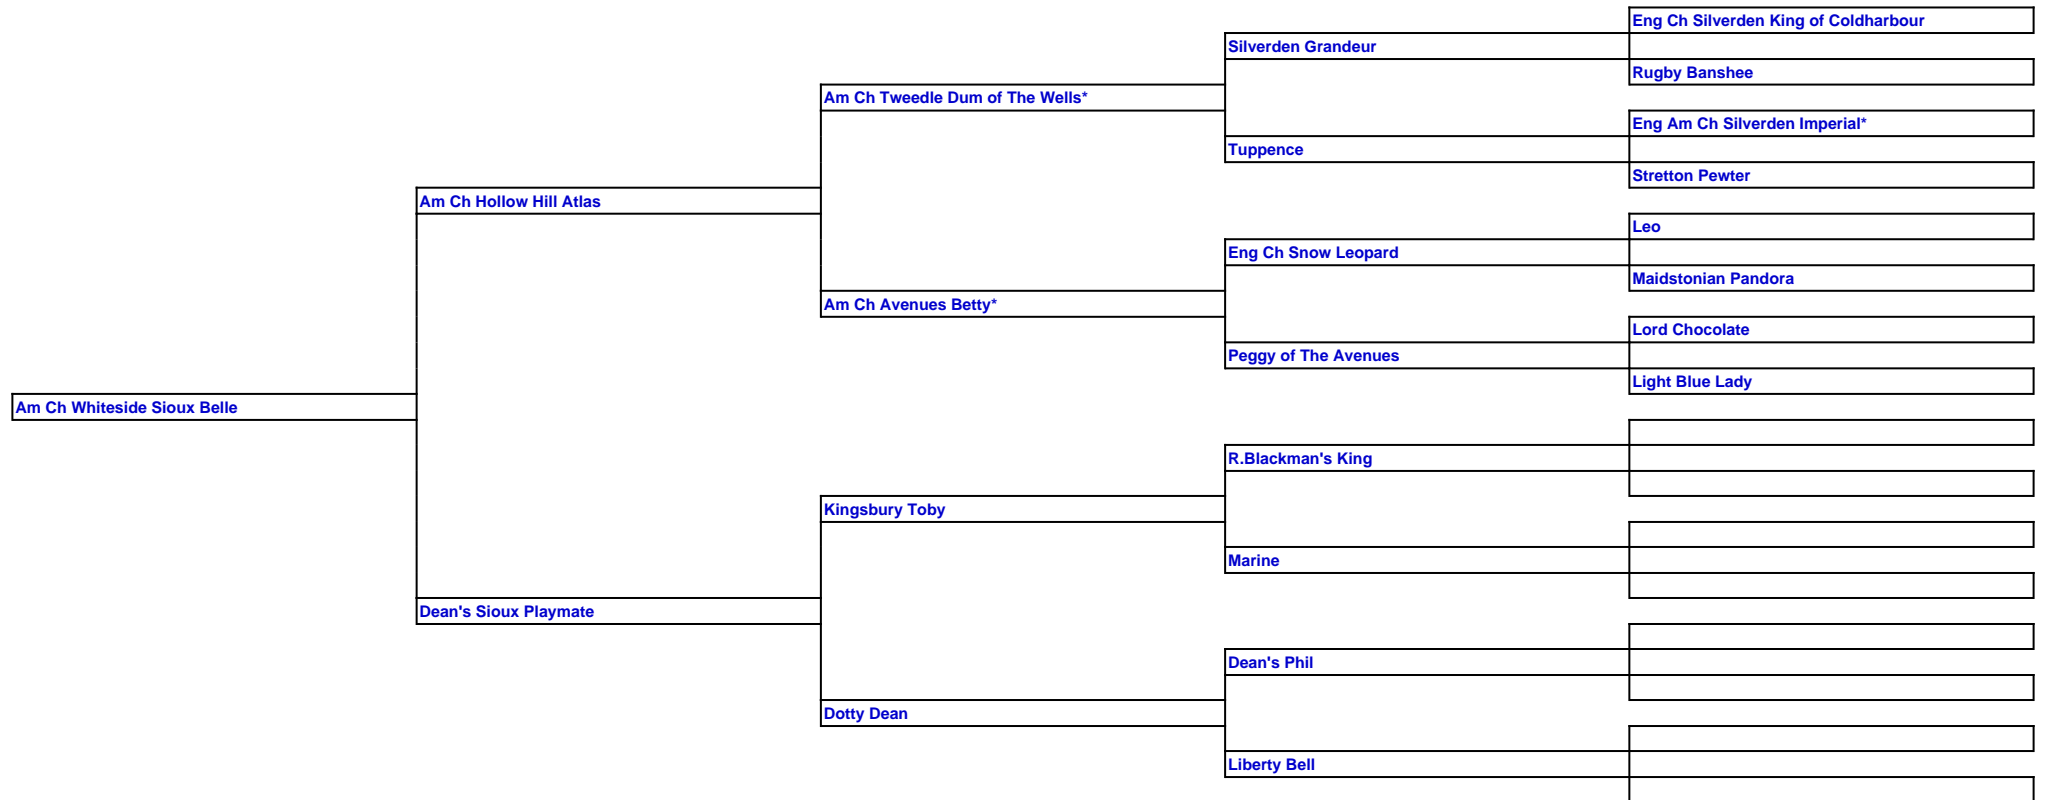 Eng Ch Silverden King of Coldharbour
Silverden Grandeur
Rugby Banshee
Am Ch Tweedle Dum of The Wells*
Eng Am Ch Silverden Imperial*
Tuppence
Stretton Pewter
Am Ch Hollow Hill Atlas
Leo
Eng Ch Snow Leopard
Maidstonian Pandora
Am Ch Avenues Betty*
Lord Chocolate
Peggy of The Avenues
Light Blue Lady
Am Ch Whiteside Sioux Belle
R.Blackman's King
Kingsbury Toby
Marine
Dean's Sioux Playmate
Dean's Phil
Dotty Dean
Liberty Bell